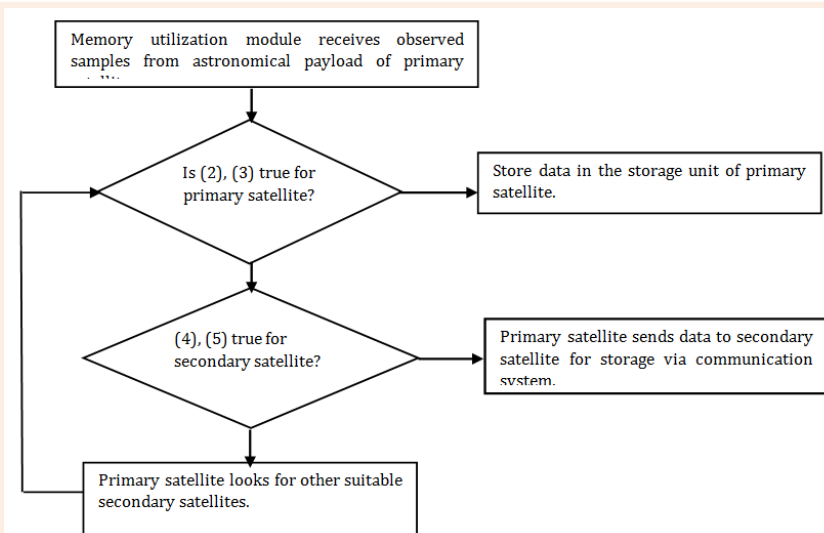 Memory utilization module receives observed
samples from astronomical payload of primary
Is (2), (3) true for
primary satellite?
Store data in the storage unit of primary
satellite.
(4), (5) true for
secondary satellite?
Primary satellite sends data to secondary
satellite for storage via communication
system.
Primary satellite looks for other suitable
secondary satellites.